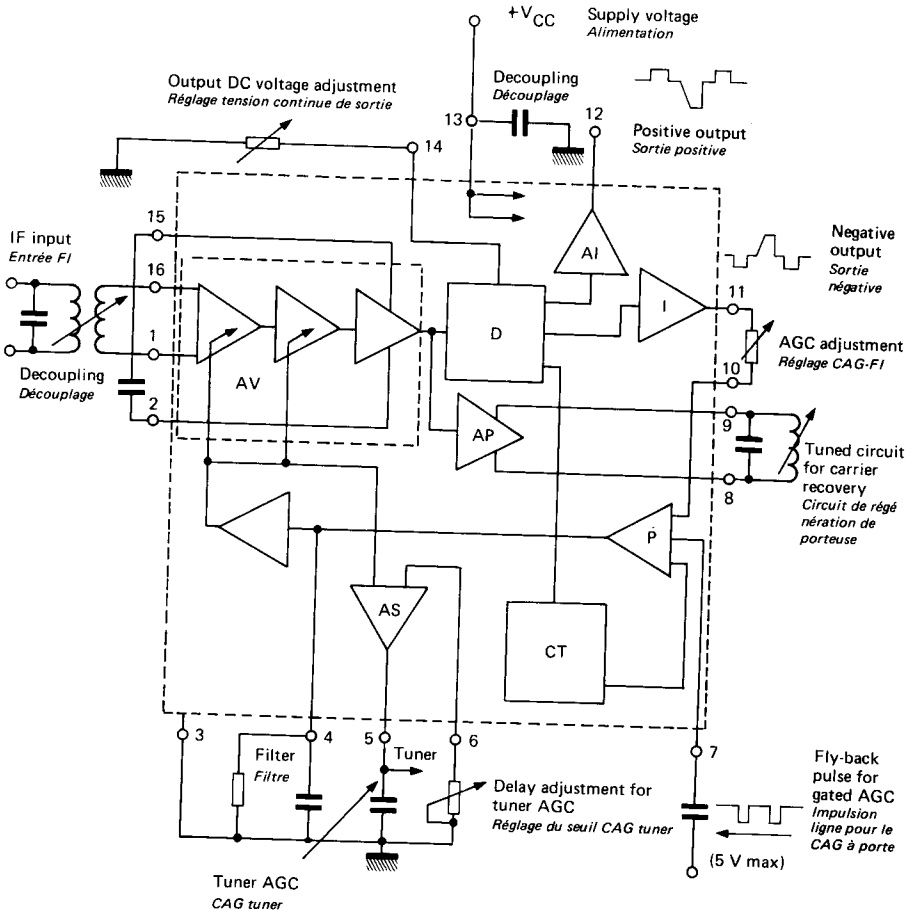 +VCC
Supply voltage
Alimentation
Output DC voltage adjustment
Réglage tension continue de sortie
Decoupling
Découplage
13
12
14
Positive output
Sortie positive
15
IF input
Entrée FI
16
1
Decoupling
Découplage
2
AV
D
AI
I
Negative
output
Sortie
négative
11
AGC adjustment
Réglage CAG-FI
10
AP
9
8
Tuned circuit
for carrier
recovery
Circuit de régé
nération de
porteuse
P
AS
CT
3
4
5
6
7
Filter
Filtre
Tuner
Delay adjustment for
tuner AGC
Réglage du seuil CAG tuner
Fly-back
pulse for
gated AGC
Impulsion
ligne pour le
CAG à porte
(5 V max)
Tuner AGC
CAG tuner